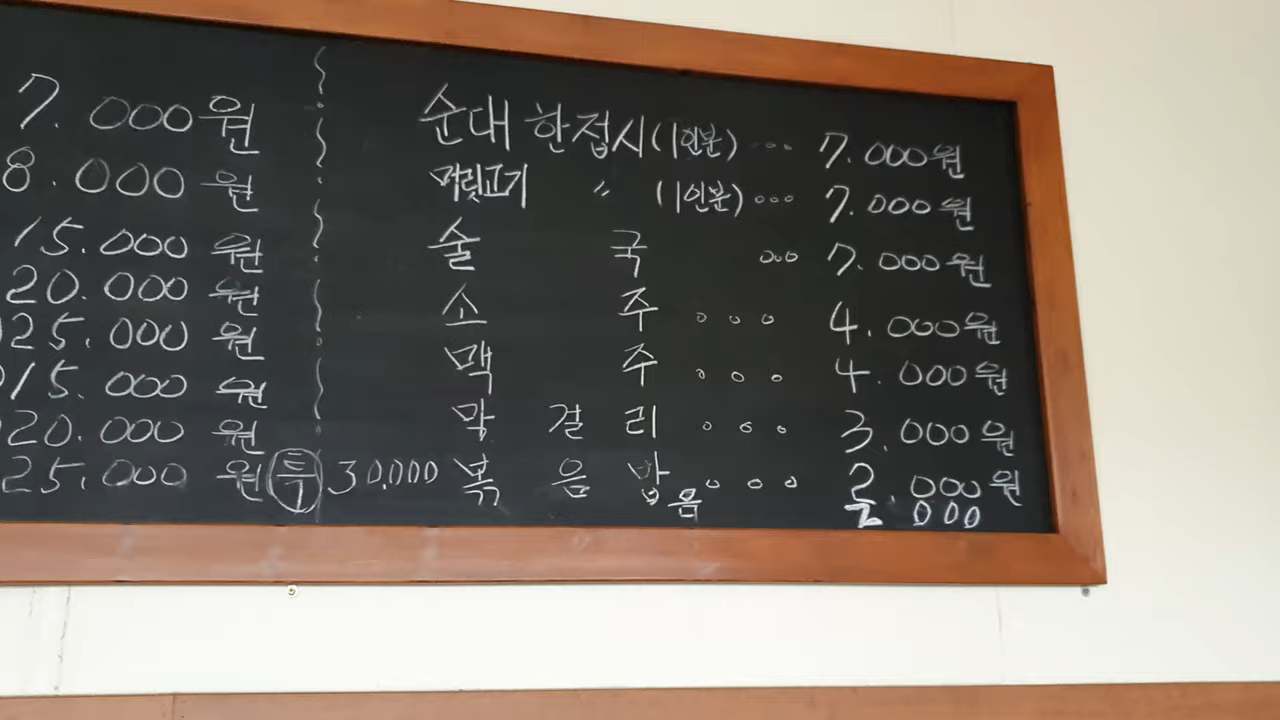 7.000원
8.000원
15.000원
20.000원
25.000원
15.000원
20.000원
25.000원 특 30,000
순대 한접시(1인분) ... 7.000원
머릿고기 〃 (1인분) ... 7.000원
술국 ... 7.000원
소주 ... 4.000원
맥주 ... 4.000원
막걸리 ... 3.000원
볶음밥 ... 2.000원
000